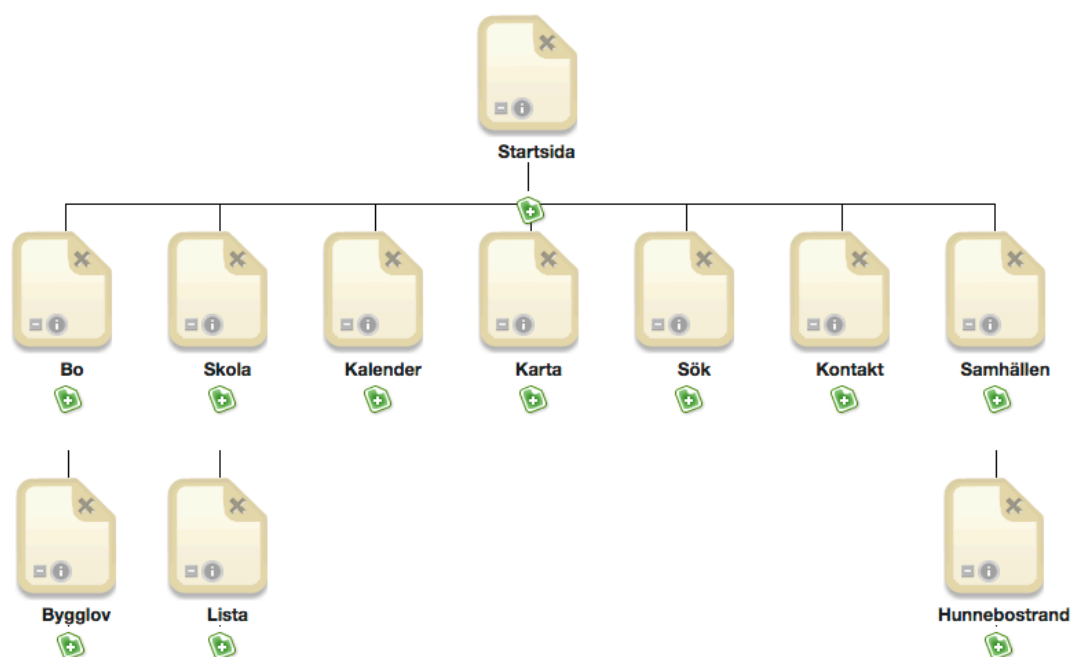 Startsida
Bo
Skola
Kalender
Karta
Sök
Kontakt
Samhällen
Bygglov
Lista
Hunnebostrand